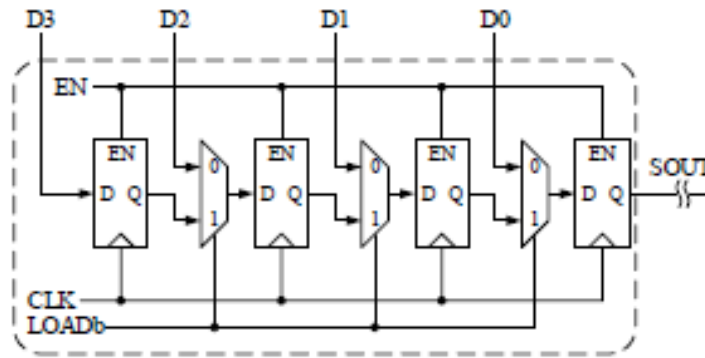 D3 D2 D1 D0
EN
EN EN EN EN
0 0 0
SOUT
D Q D Q D Q D Q
1 1 1
CLK
LOADb